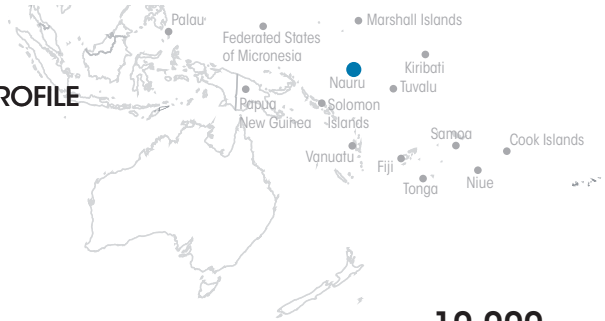 Palau
Marshall Islands
Federated States
of Micronesia
Kiribati
Nauru
Tuvalu
ROFILE
Papua
New Guinea
Solomon
Islands
Samoa
Cook Islands
Vanuatu
Fiji
Niue
Tonga